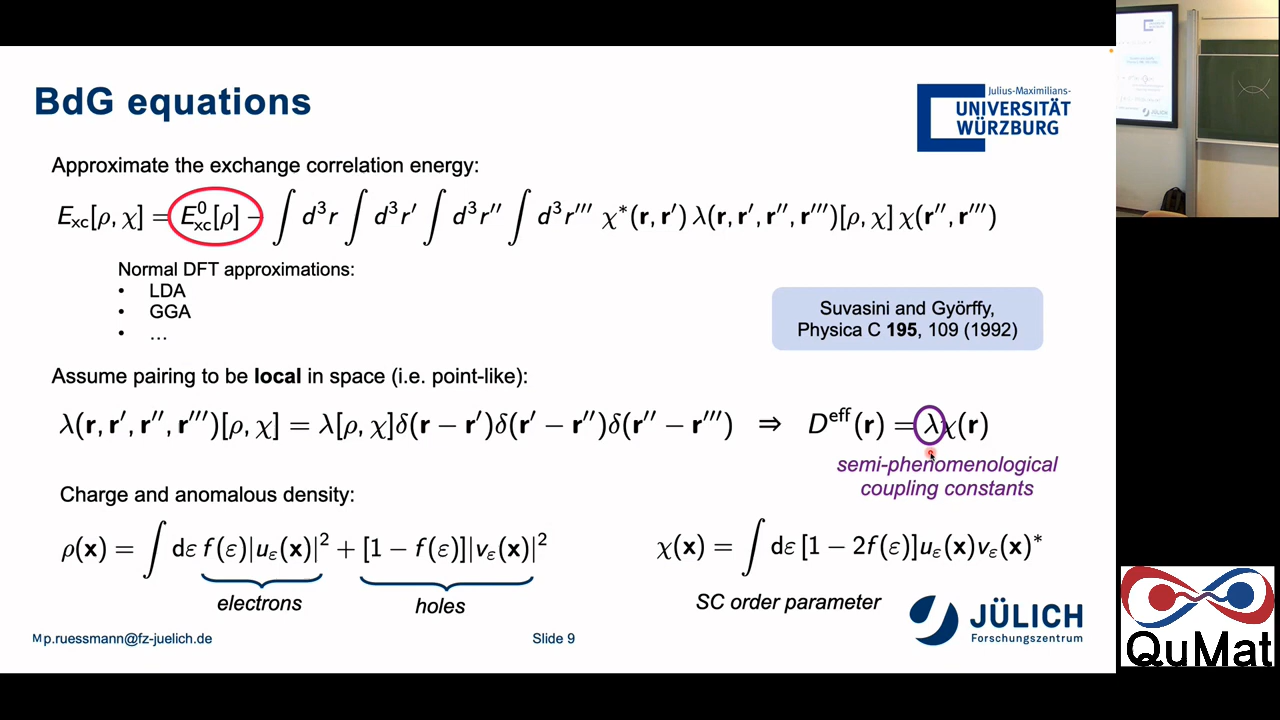 BdG equations
Julius-Maximilians-
UNIVERSITÄT
WÜRZBURG
Approximate the exchange correlation energy:
E_xc[ρ, χ] = E^0_xc[ρ] − ∫ d³r ∫ d³r′ ∫ d³r″ ∫ d³r‴ χ*(r, r′) λ(r, r′, r″, r‴)[ρ, χ] χ(r″, r‴)
Normal DFT approximations:
• LDA
• GGA
• …
Suvasini and Györffy,
Physica C 195, 109 (1992)
Assume pairing to be local in space (i.e. point-like):
λ(r, r′, r″, r‴)[ρ, χ] = λ[ρ, χ]δ(r − r′)δ(r′ − r″)δ(r″ − r‴) ⇒ D^eff(r) = λχ(r)
semi-phenomenological
coupling constants
Charge and anomalous density:
ρ(x) = ∫ dε f(ε)|u_ε(x)|² + [1 − f(ε)]|v_ε(x)|²
χ(x) = ∫ dε [1 − 2f(ε)]u_ε(x)v_ε(x)*
electrons
holes
SC order parameter
JÜLICH
Forschungszentrum
M p.ruessmann@fz-juelich.de
Slide 9
QuMat